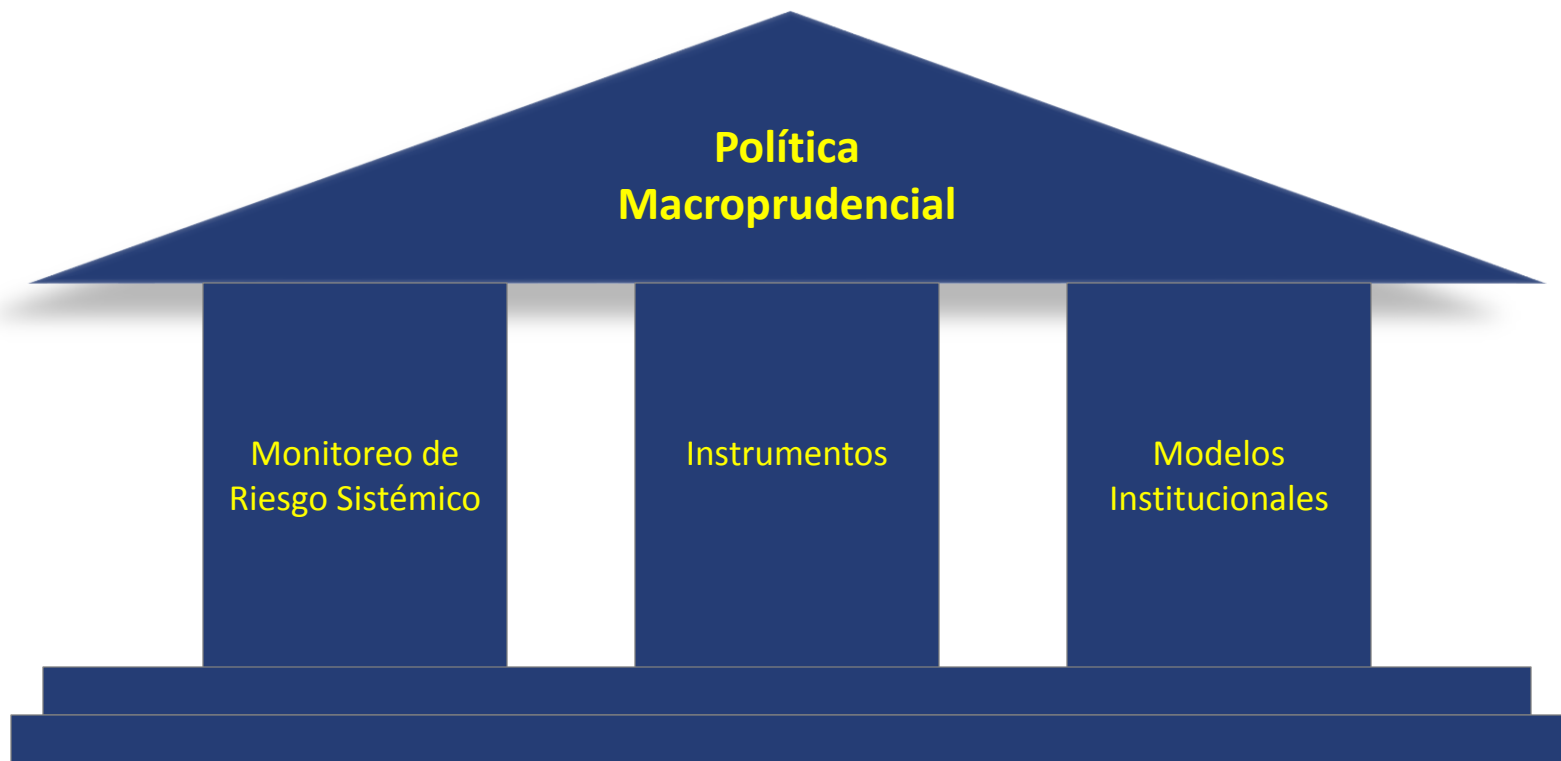 Política
Macroprudencial
Monitoreo de
Riesgo Sistémico
Instrumentos
Modelos
Institucionales